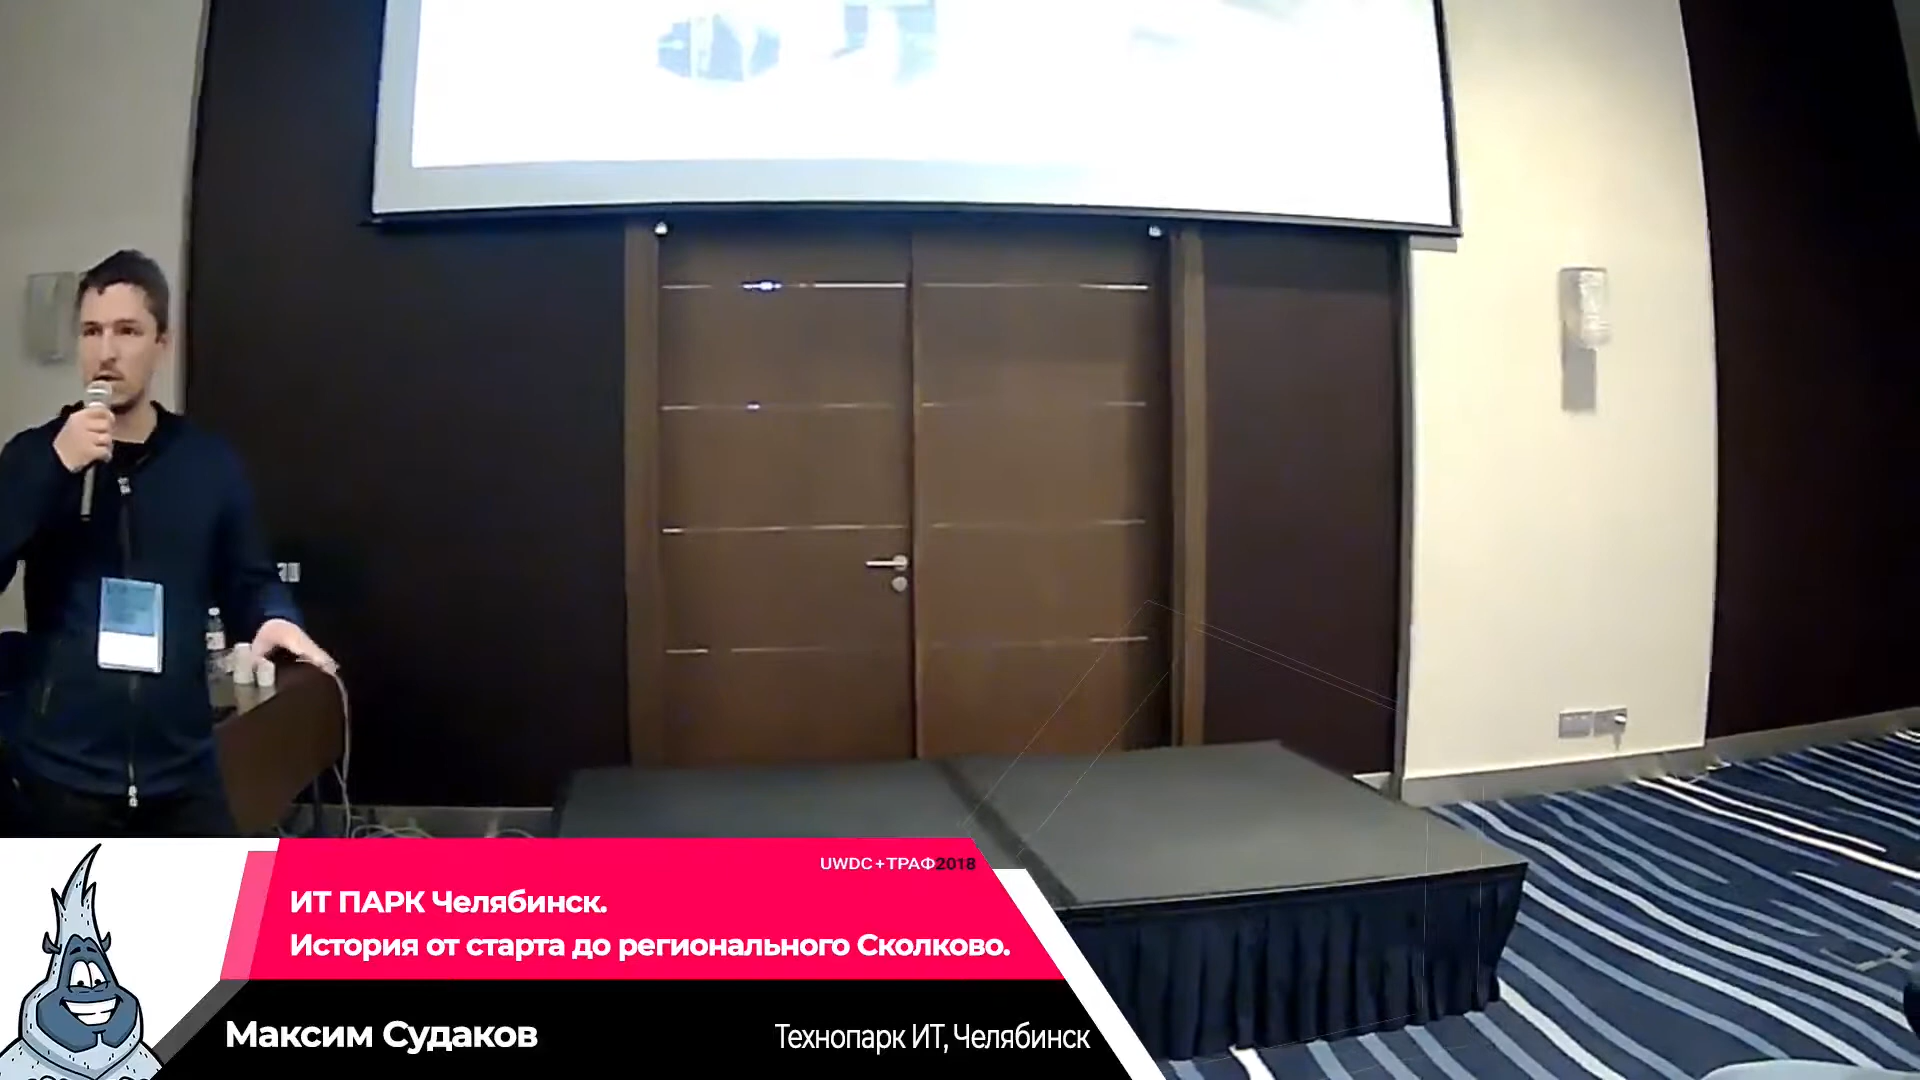 UWDC+ТРАФ2018
ИТ ПАРК Челябинск.
История от старта до регионального Сколково.
Максим Судаков
Технопарк ИТ, Челябинск